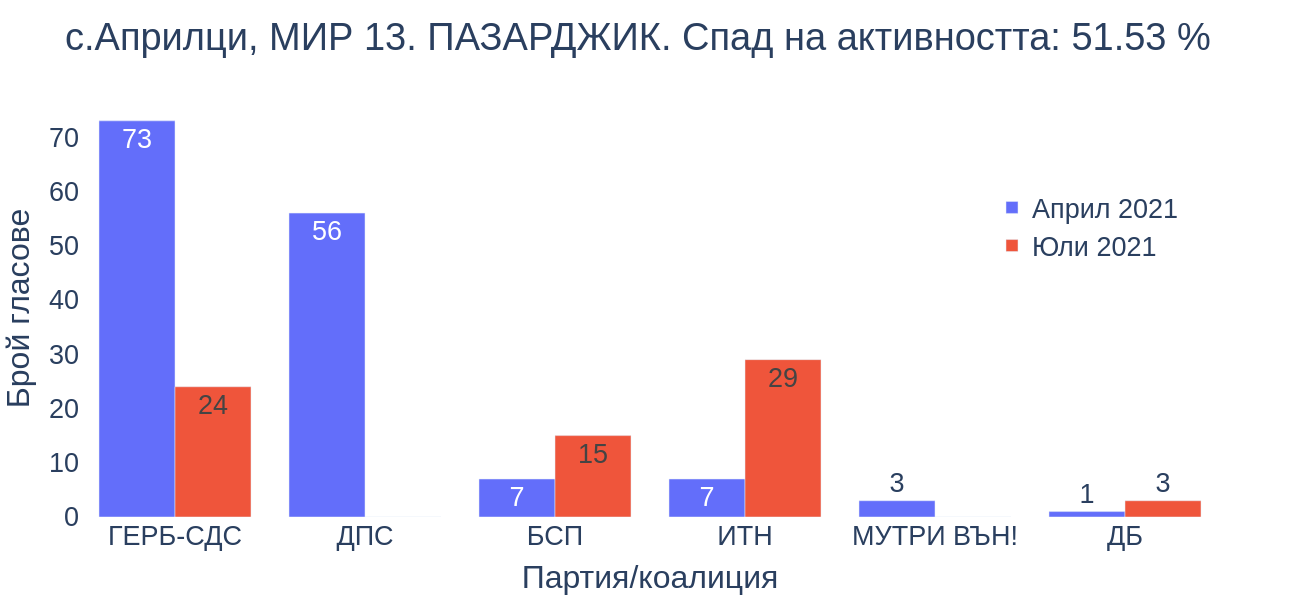 с.Априлци, МИР 13. ПАЗАРДЖИК. Спад на активността: 51.53 %
Брой гласове
70
60
50
40
30
20
10
0
73
24
56
7
15
7
29
3
1
3
Април 2021
Юли 2021
ГЕРБ-СДС
ДПС
БСП
ИТН
МУТРИ ВЪН!
ДБ
Партия/коалиция